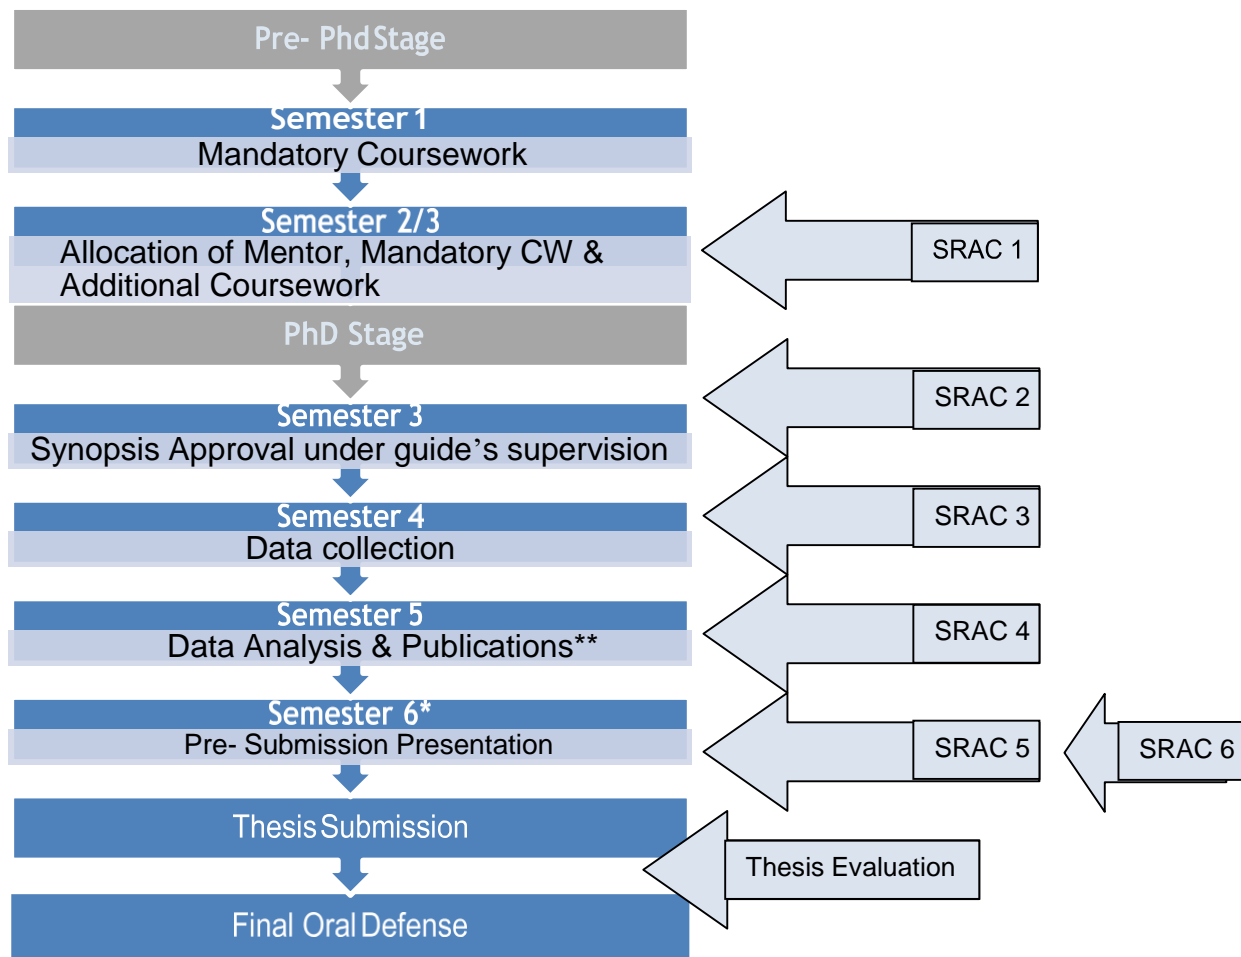 Pre- Phd Stage
Semester 1
Mandatory Coursework
Semester 2/3
Allocation of Mentor, Mandatory CW &
Additional Coursework
SRAC 1
PhD Stage
SRAC 2
Semester 3
Synopsis Approval under guide's supervision
Semester 4
SRAC 3
Data collection
Semester 5
SRAC 4
Data Analysis & Publications**
Semester 6*
Pre- Submission Presentation
SRAC 5
SRAC 6
Thesis Submission
Thesis Evaluation
Final Oral Defense